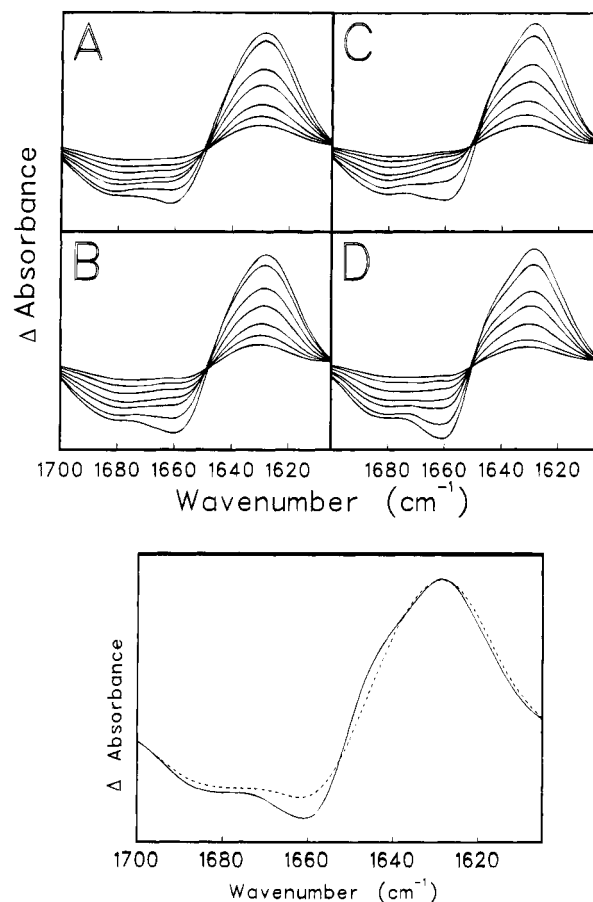 A
C
B
D
Δ Absorbance
1700 1680 1660 1640 1620
1680 1660 1640 1620
Wavenumber (cm⁻¹)
Δ Absorbance
1700 1680 1660 1640 1620
Wavenumber (cm⁻¹)